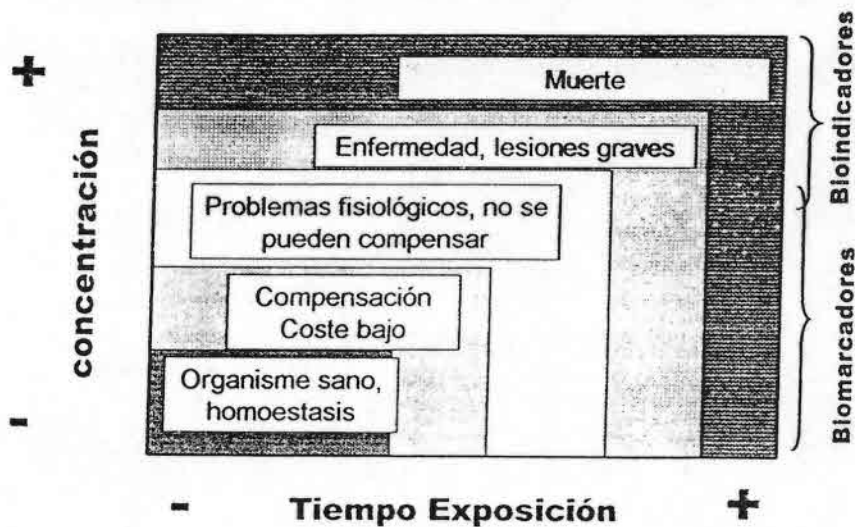 +
Muerte
Enfermedad, lesiones graves
Problemas fisiológicos, no se
pueden compensar
Compensación
Coste bajo
Organisme sano,
homoestasis
-
concentración
- Tiempo Exposición +
Bioindicadores
Biomarcadores